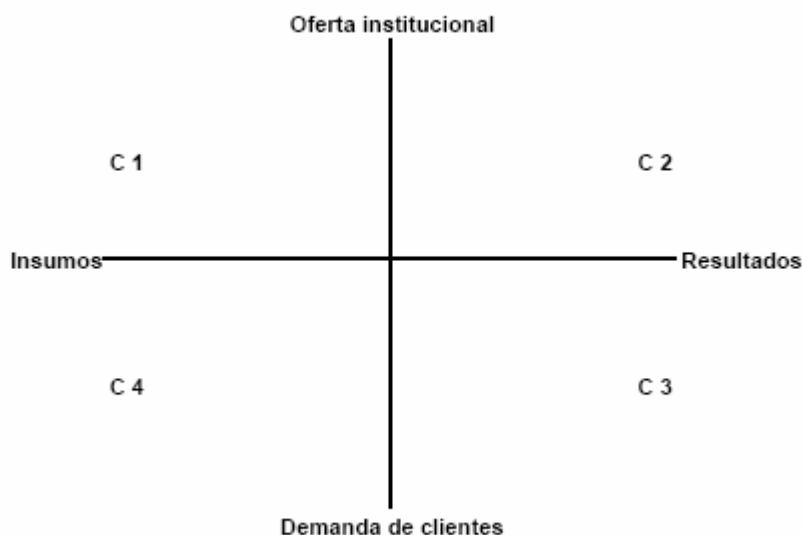 Oferta institucional
C 1
C 2
Insumos
Resultados
C 4
C 3
Demanda de clientes